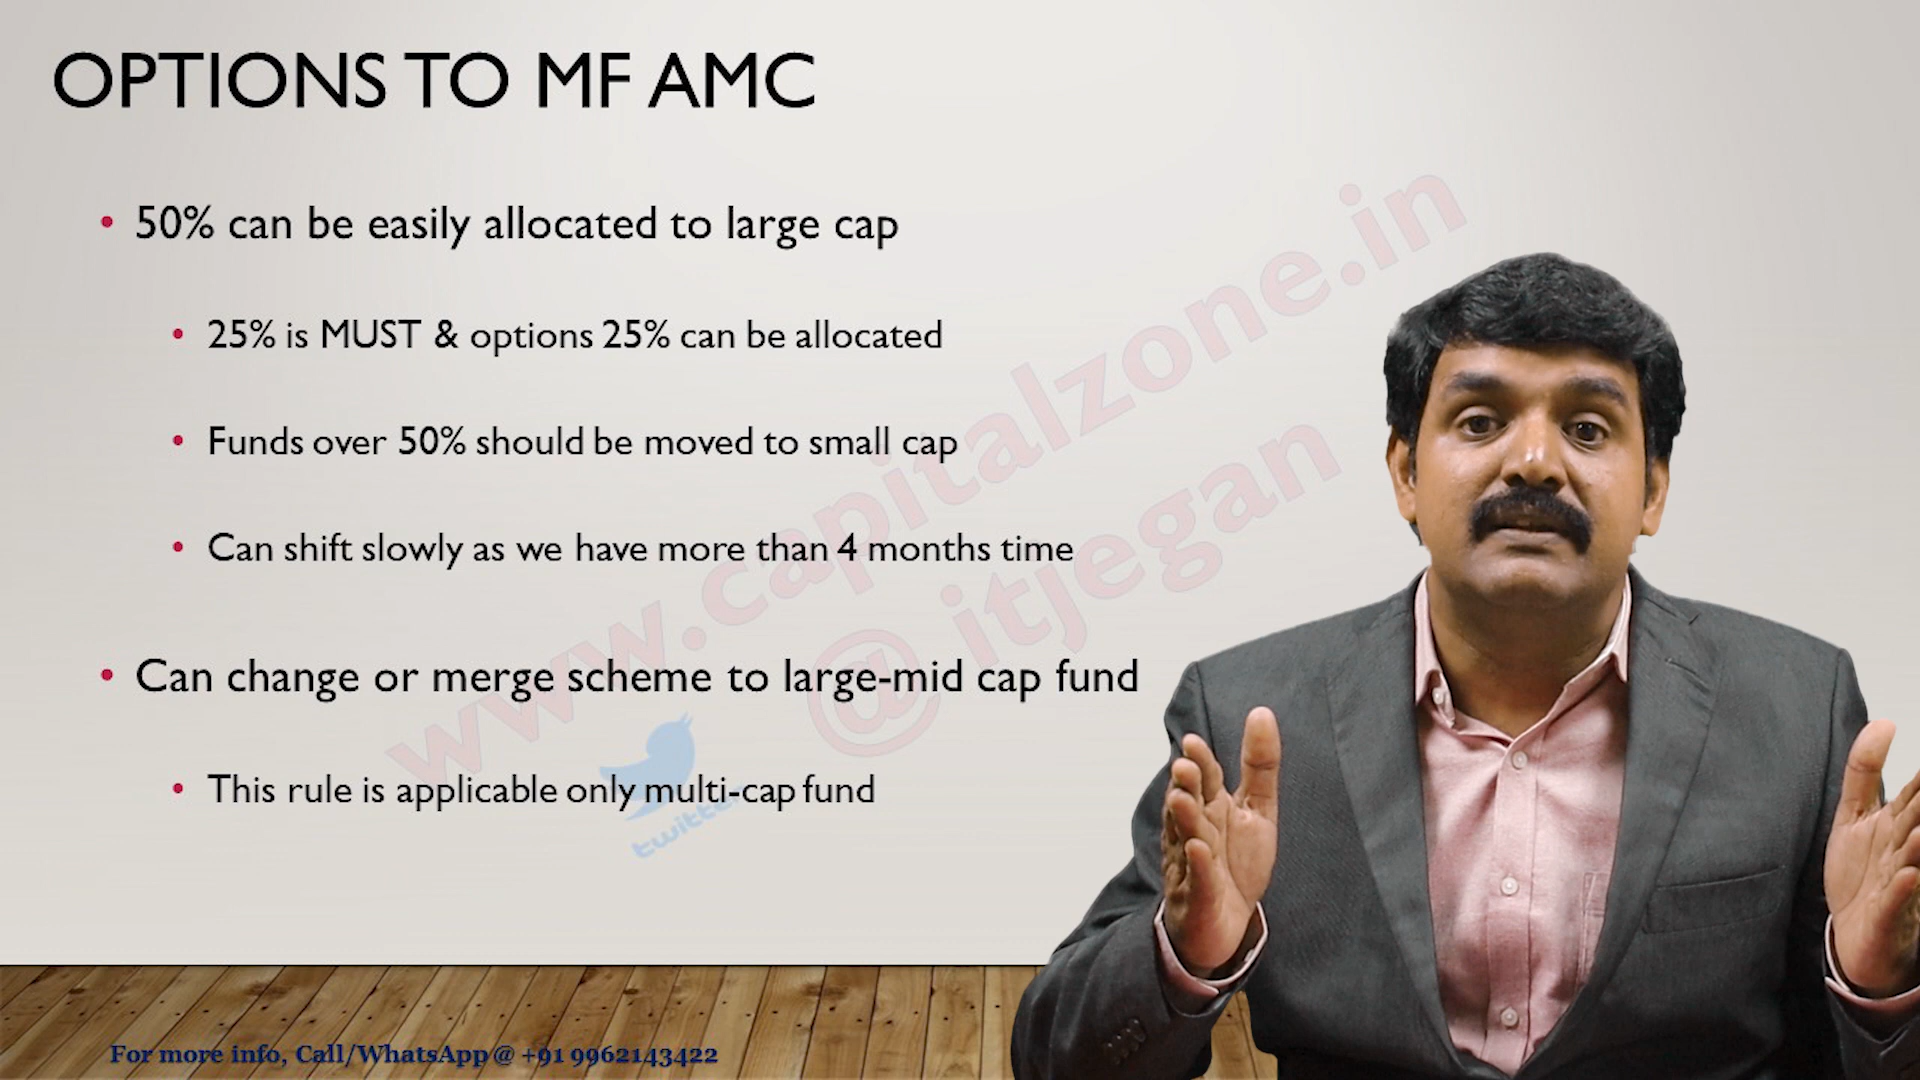 OPTIONS TO MF AMC
• 50% can be easily allocated to large cap
• 25% is MUST & options 25% can be allocated
• Funds over 50% should be moved to small cap
• Can shift slowly as we have more than 4 months time
• Can change or merge scheme to large-mid cap fund
• This rule is applicable only multi-cap fund
www.capitalzone.in
@itjegan
twitter
For more info, Call/WhatsApp @ +91 9962143422